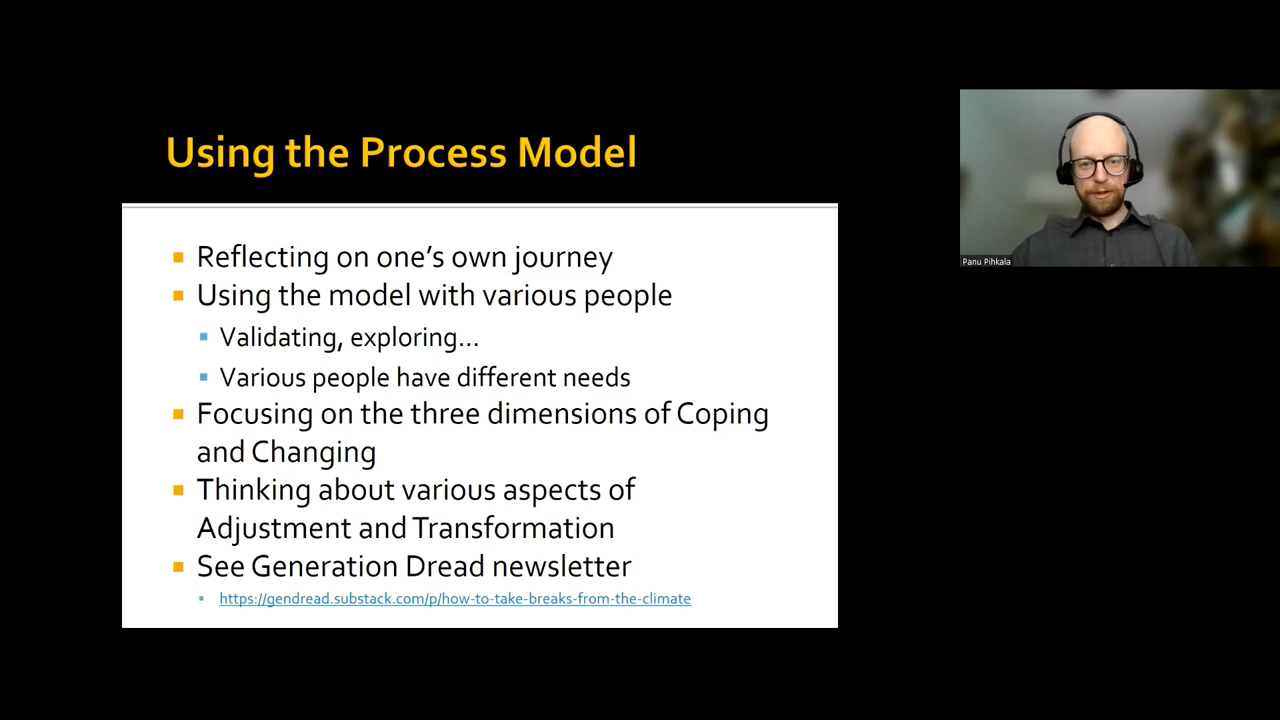 Using the Process Model
Reflecting on one's own journey
Using the model with various people
Validating, exploring…
Various people have different needs
Focusing on the three dimensions of Coping
and Changing
Thinking about various aspects of
Adjustment and Transformation
See Generation Dread newsletter
https://gendread.substack.com/p/how-to-take-breaks-from-the-climate
Panu Pihkala